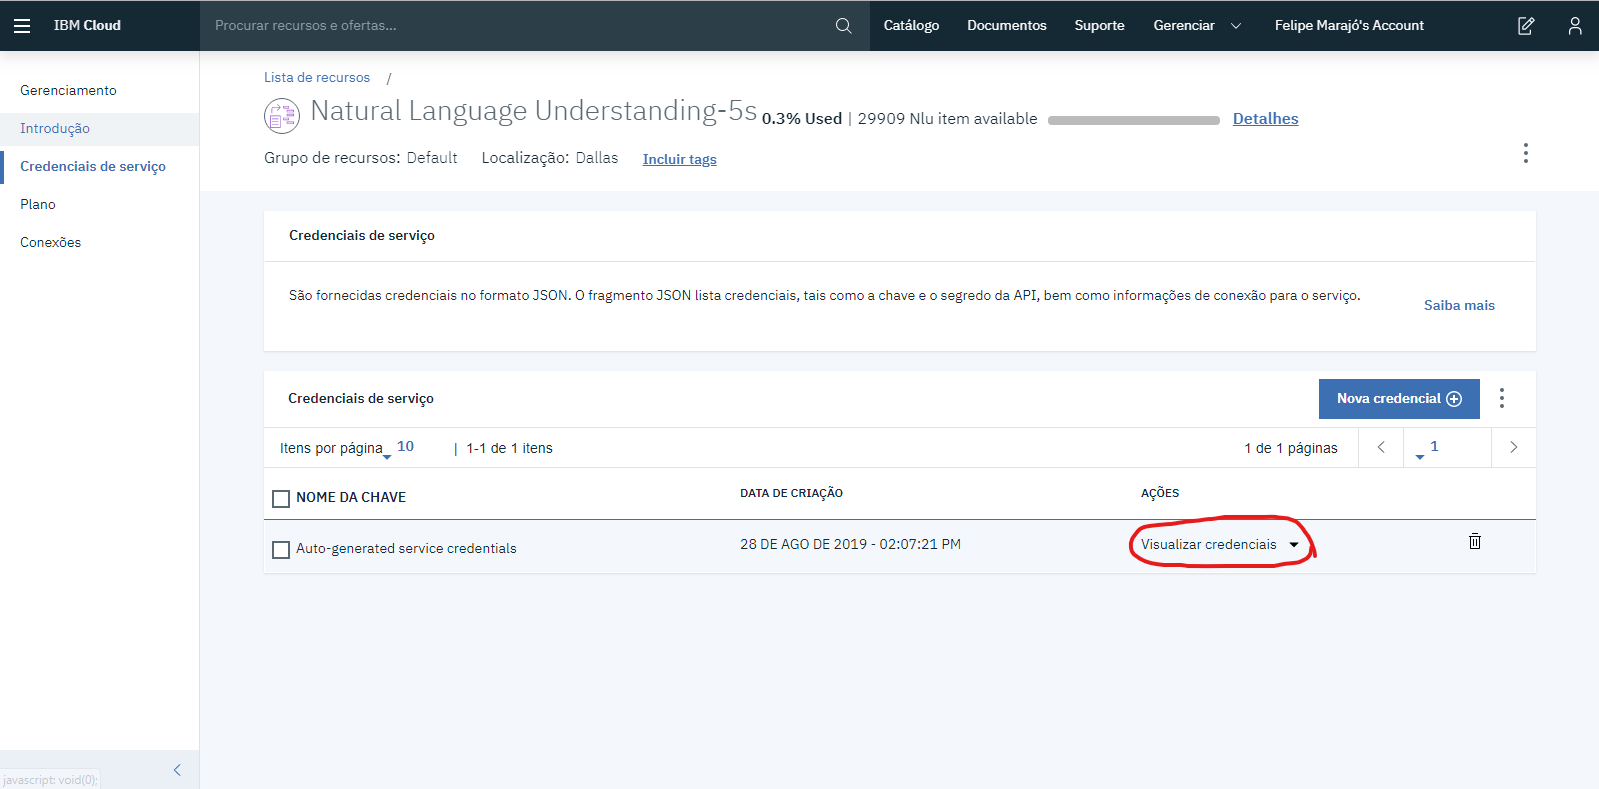 IBM Cloud
Procurar recursos e ofertas...
Catálogo
Documentos
Suporte
Gerenciar
Felipe Marajó's Account
Gerenciamento
Introdução
Credenciais de serviço
Plano
Conexões
Lista de recursos /
Natural Language Understanding-5s 0.3% Used | 29909 Nlu item available Detalhes
Grupo de recursos: Default Localização: Dallas Incluir tags
Credenciais de serviço
São fornecidas credenciais no formato JSON. O fragmento JSON lista credenciais, tais como a chave e o segredo da API, bem como informações de conexão para o serviço.
Saiba mais
Credenciais de serviço
Nova credencial
Itens por página 10 | 1-1 de 1 itens
1 de 1 páginas
1
NOME DA CHAVE
DATA DE CRIAÇÃO
AÇÕES
Auto-generated service credentials
28 DE AGO DE 2019 - 02:07:21 PM
Visualizar credenciais
javascript: void(0);